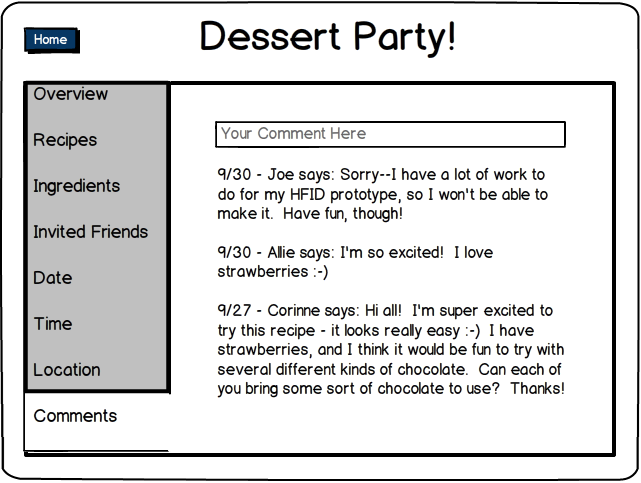 Home
Dessert Party!
Overview
Recipes
Ingredients
Invited Friends
Date
Time
Location
Comments
Your Comment Here
9/30 - Joe says: Sorry--I have a lot of work to
do for my HFID prototype, so I won't be able to
make it.  Have fun, though!
9/30 - Allie says: I'm so excited!  I love
strawberries :-)
9/27 - Corinne says: Hi all!  I'm super excited to
try this recipe - it looks really easy :-)  I have
strawberries, and I think it would be fun to try with
several different kinds of chocolate.  Can each of
you bring some sort of chocolate to use?  Thanks!